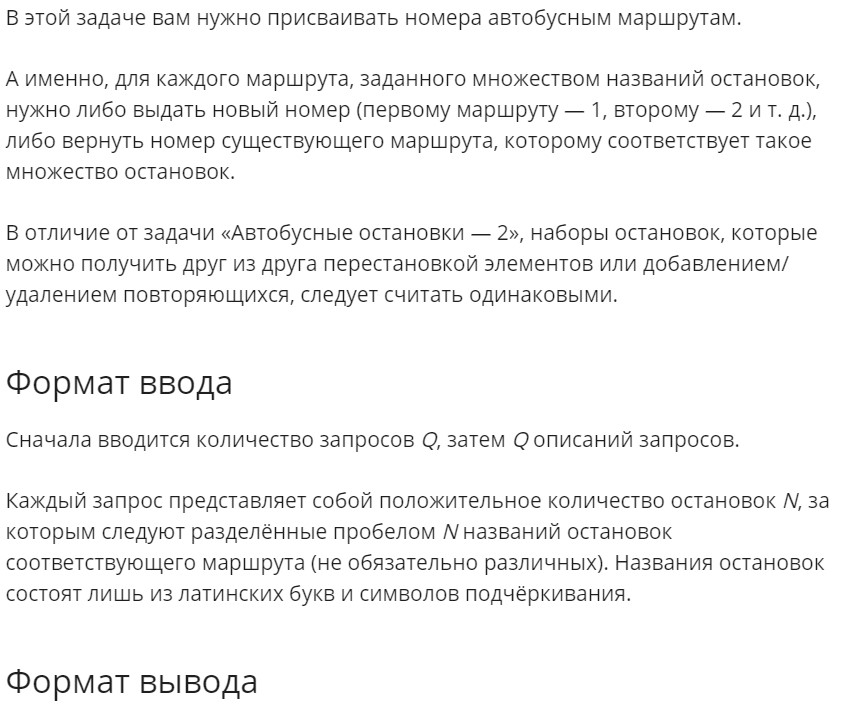 В этой задаче вам нужно присваивать номера автобусным маршрутам.
А именно, для каждого маршрута, заданного множеством названий остановок,
нужно либо выдать новый номер (первому маршруту — 1, второму — 2 и т. д.),
либо вернуть номер существующего маршрута, которому соответствует такое
множество остановок.
В отличие от задачи «Автобусные остановки — 2», наборы остановок, которые
можно получить друг из друга перестановкой элементов или добавлением/
удалением повторяющихся, следует считать одинаковыми.
Формат ввода
Сначала вводится количество запросов Q, затем Q описаний запросов.
Каждый запрос представляет собой положительное количество остановок N, за
которым следуют разделённые пробелом N названий остановок
соответствующего маршрута (не обязательно различных). Названия остановок
состоят лишь из латинских букв и символов подчёркивания.
Формат вывода